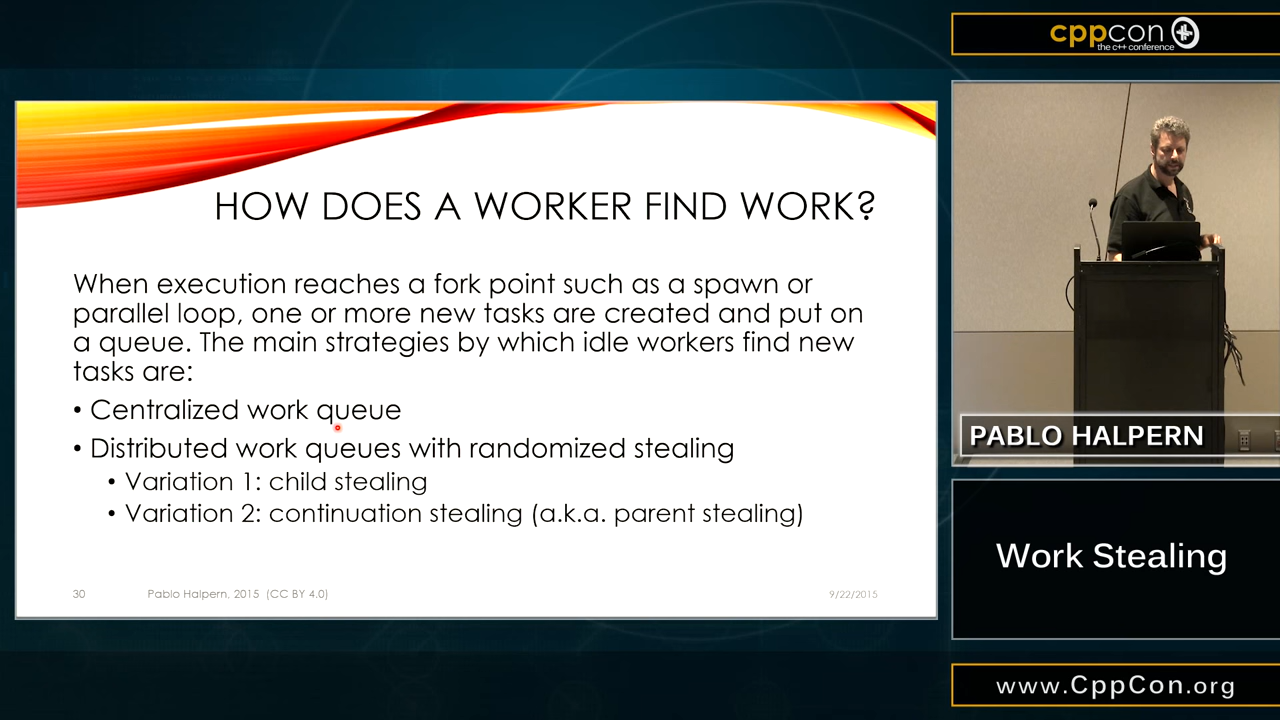 cppcon
the c++ conference
HOW DOES A WORKER FIND WORK?
When execution reaches a fork point such as a spawn or
parallel loop, one or more new tasks are created and put on
a queue. The main strategies by which idle workers find new
tasks are:
• Centralized work queue
• Distributed work queues with randomized stealing
• Variation 1: child stealing
• Variation 2: continuation stealing (a.k.a. parent stealing)
30
Pablo Halpern, 2015 (CC BY 4.0)
9/22/2015
PABLO HALPERN
Work Stealing
www.CppCon.org